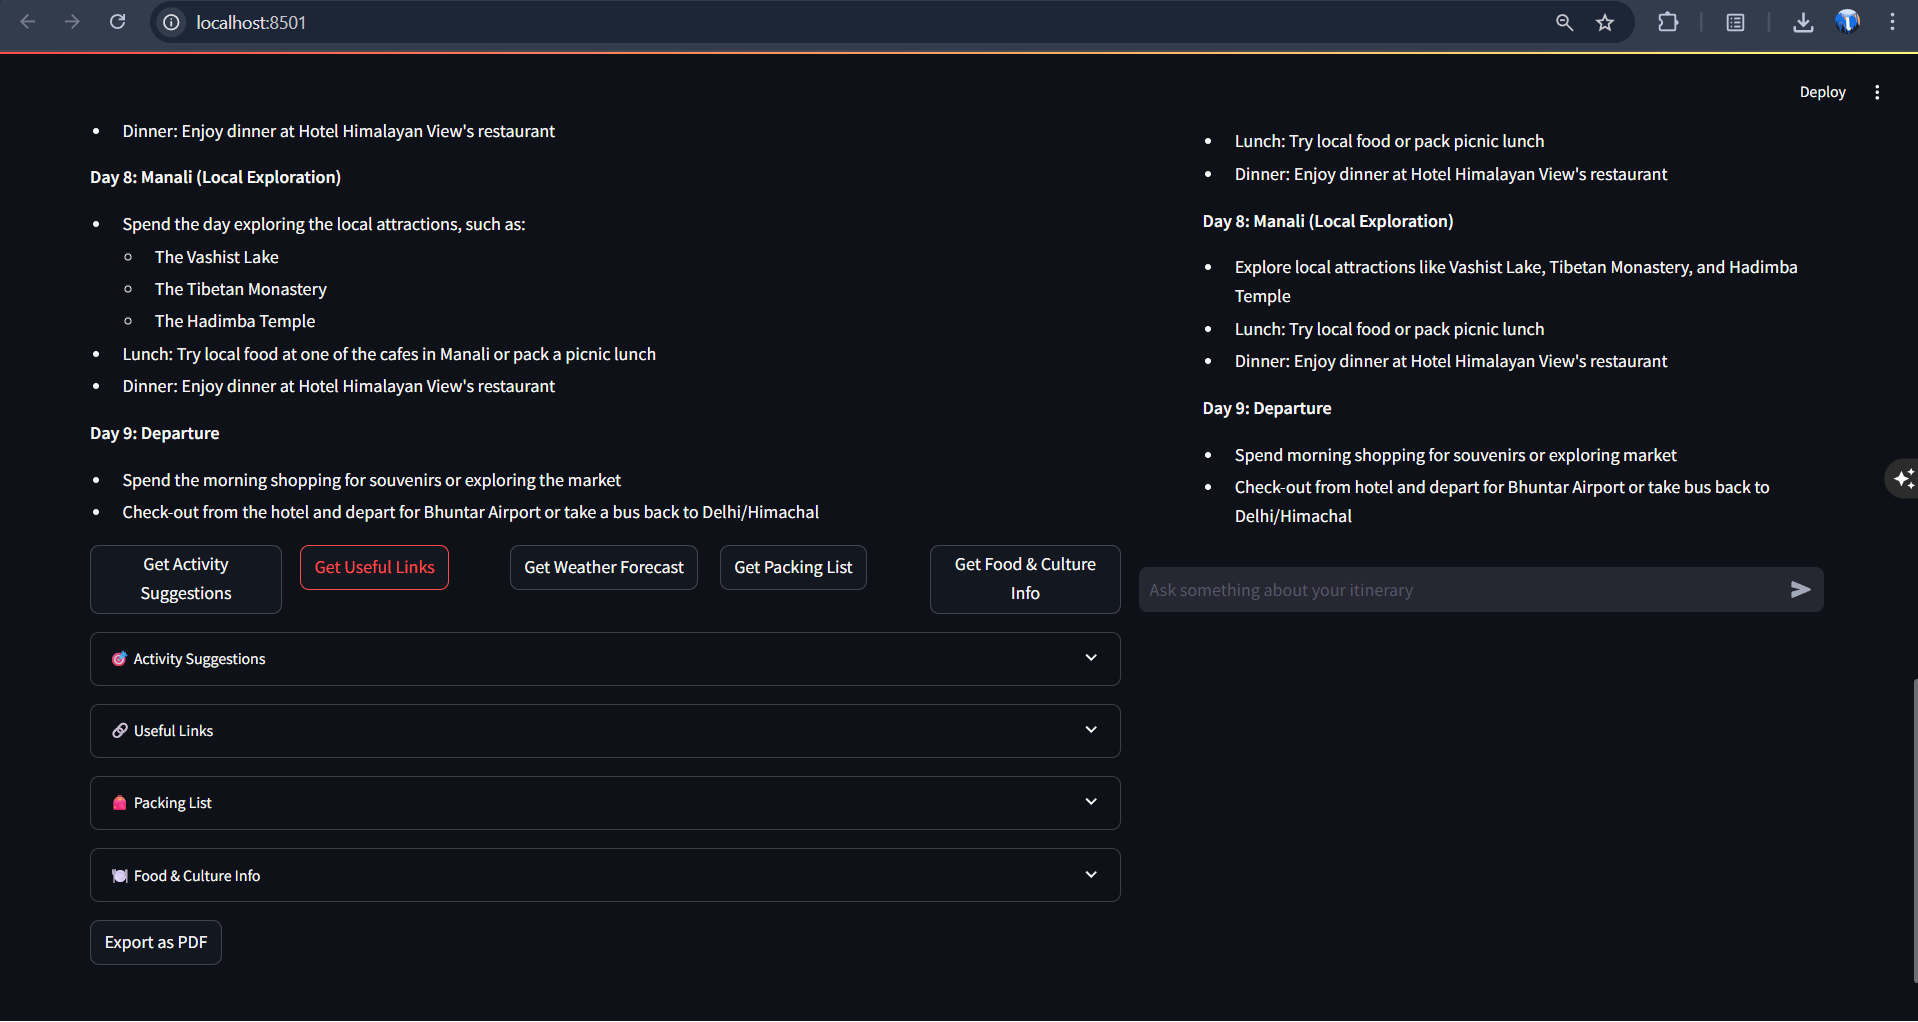 localhost:8501
Deploy
Dinner: Enjoy dinner at Hotel Himalayan View's restaurant
Day 8: Manali (Local Exploration)
Spend the day exploring the local attractions, such as:
The Vashist Lake
The Tibetan Monastery
The Hadimba Temple
Lunch: Try local food at one of the cafes in Manali or pack a picnic lunch
Dinner: Enjoy dinner at Hotel Himalayan View's restaurant
Day 9: Departure
Spend the morning shopping for souvenirs or exploring the market
Check-out from the hotel and depart for Bhuntar Airport or take a bus back to Delhi/Himachal
Get Activity
Suggestions
Get Useful Links
Get Weather Forecast
Get Packing List
Get Food & Culture
Info
Activity Suggestions
Useful Links
Packing List
Food & Culture Info
Export as PDF
Lunch: Try local food or pack picnic lunch
Dinner: Enjoy dinner at Hotel Himalayan View's restaurant
Day 8: Manali (Local Exploration)
Explore local attractions like Vashist Lake, Tibetan Monastery, and Hadimba
Temple
Lunch: Try local food or pack picnic lunch
Dinner: Enjoy dinner at Hotel Himalayan View's restaurant
Day 9: Departure
Spend morning shopping for souvenirs or exploring market
Check-out from hotel and depart for Bhuntar Airport or take bus back to
Delhi/Himachal
Ask something about your itinerary